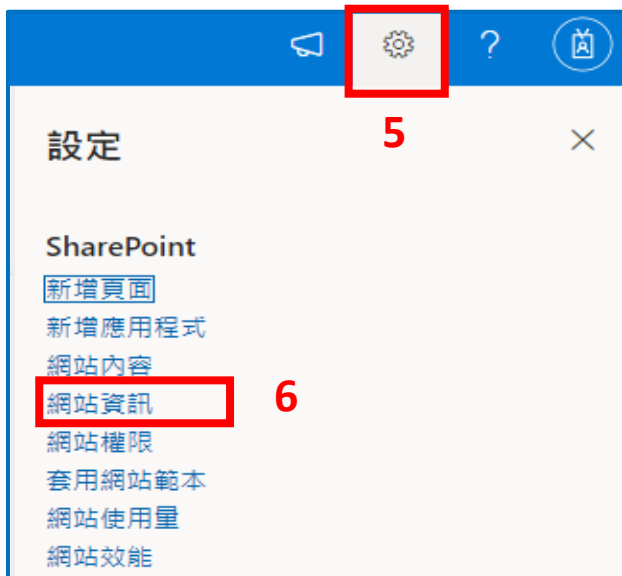 ?
5
設定
SharePoint
新增頁面
新增應用程式
網站內容
網站資訊
6
網站權限
套用網站範本
網站使用量
網站效能